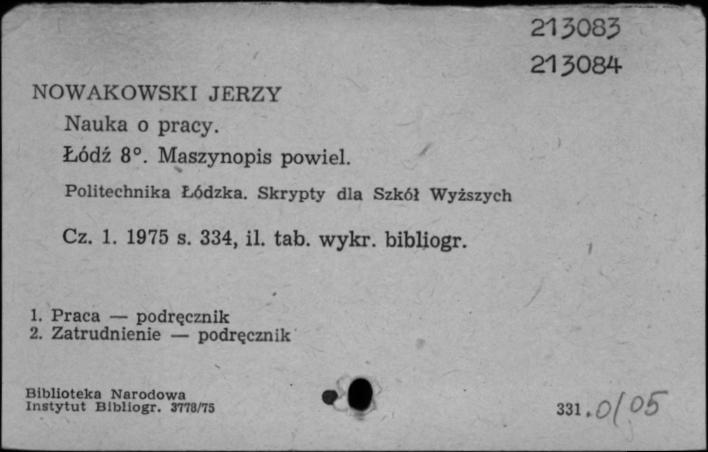 213083
213084
NOWAKOWSKI JERZY
Nauka o pracy.
Łódź 8°. Maszynopis powiel.
Politechnika Łódzka. Skrypty dla Szkół Wyższych
Cz. 1. 1975 s. 334, il. tab. wykr. bibliogr.
1. Praca — podręcznik
2. Zatrudnienie — podręcznik
Biblioteka Narodowa
Instytut Bibliogr. 3778/75
331.0/05